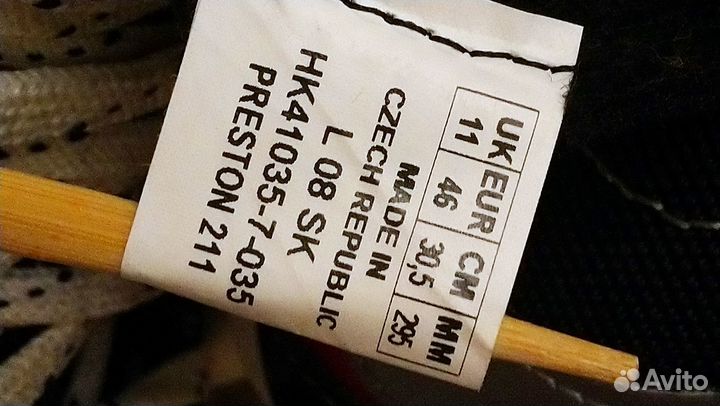 UK EUR CM MM
11 46 30,5 295
MADE IN
CZECH REPUBLIC
L 08 SK
HK41035-7-035
PRESTON 211
Avito